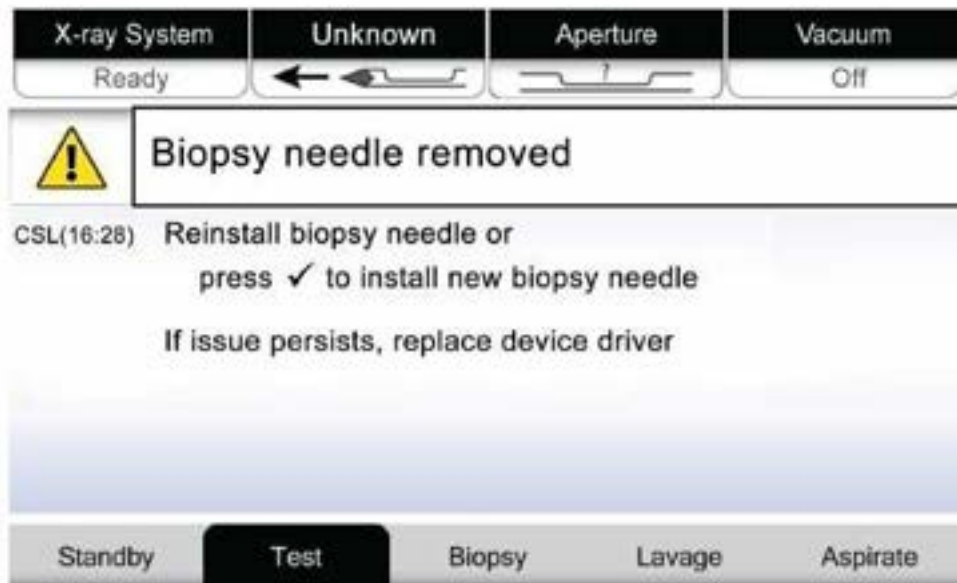 X-ray System Unknown Aperture Vacuum
Ready ? Off
Biopsy needle removed
CSL(16:28) Reinstall biopsy needle or
press ✓ to install new biopsy needle
If issue persists, replace device driver
Standby Test Biopsy Lavage Aspirate